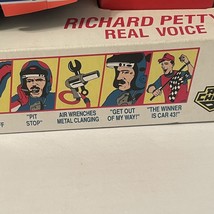 RICHARD PETTY
REAL VOICE
"PIT
STOP"
AIR WRENCHES
METAL CLANGING
"GET OUT
OF MY WAY!"
"THE WINNER
IS CAR 43!"